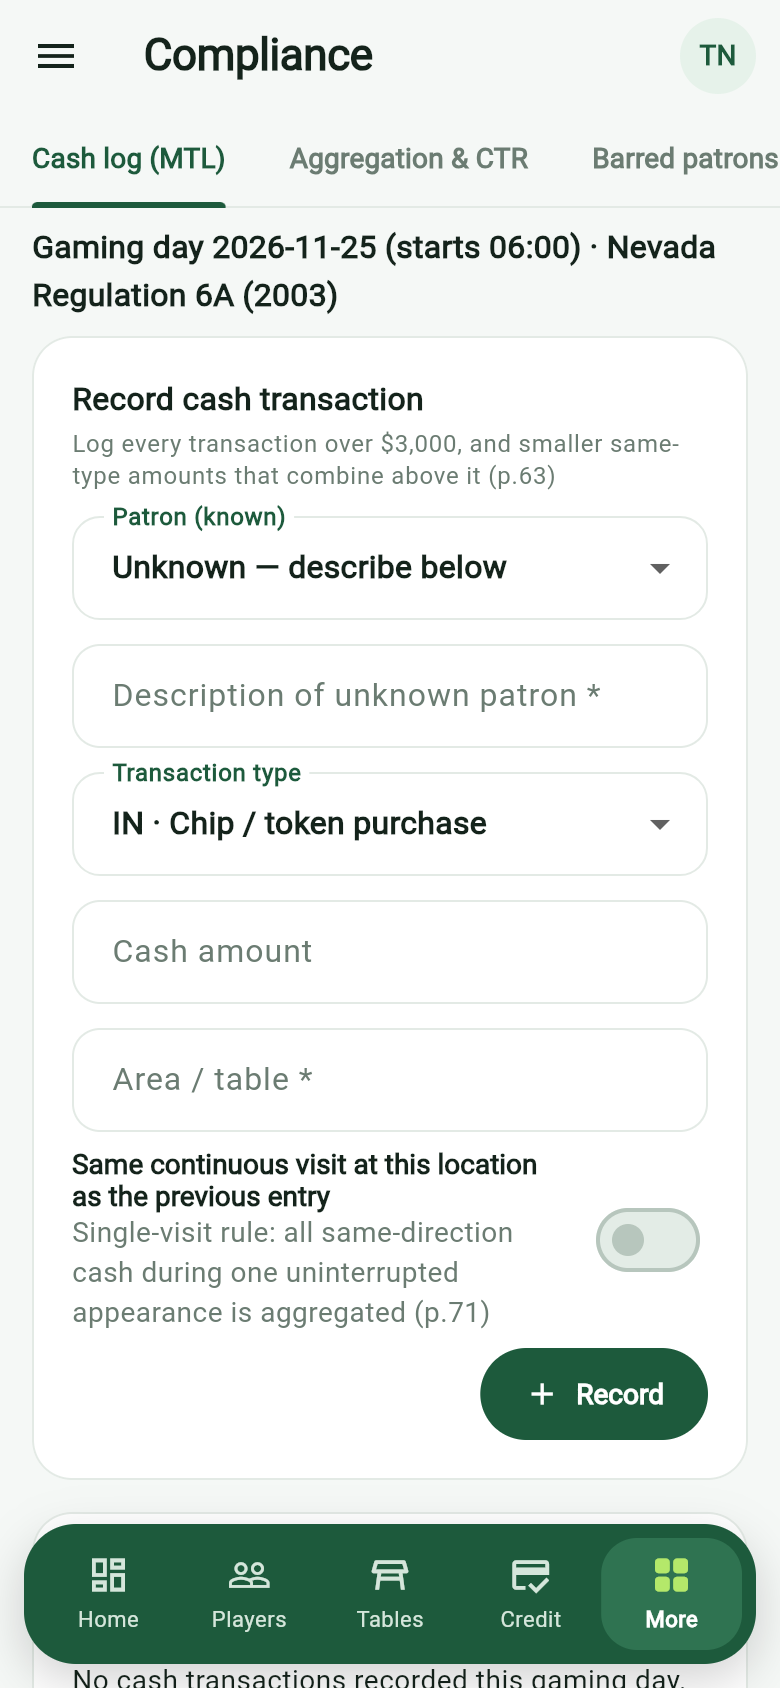 Compliance
TN
Cash log (MTL)
Aggregation & CTR
Barred patrons
Gaming day 2026-11-25 (starts 06:00) · Nevada
Regulation 6A (2003)
Record cash transaction
Log every transaction over $3,000, and smaller same-
type amounts that combine above it (p.63)
Patron (known)
Unknown — describe below
Description of unknown patron *
Transaction type
IN · Chip / token purchase
Cash amount
Area / table *
Same continuous visit at this location
as the previous entry
Single-visit rule: all same-direction
cash during one uninterrupted
appearance is aggregated (p.71)
+ Record
Home
Players
Tables
Credit
More
No cash transactions recorded this gaming day.